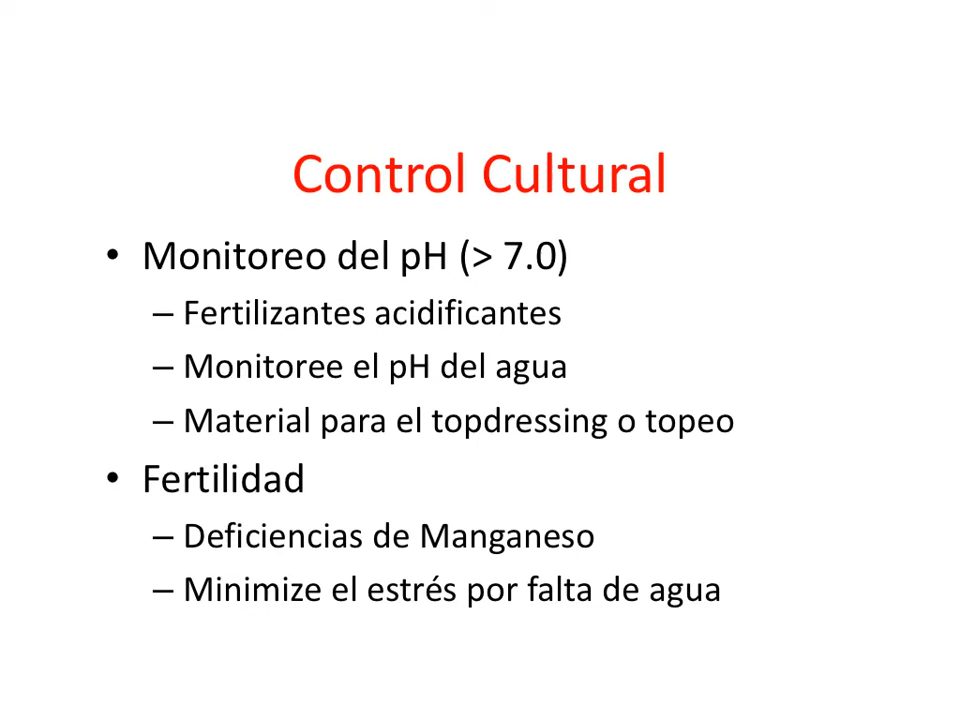 Control Cultural
• Monitoreo del pH (> 7.0)
– Fertilizantes acidificantes
– Monitoree el pH del agua
– Material para el topdressing o topeo
• Fertilidad
– Deficiencias de Manganeso
– Minimize el estrés por falta de agua